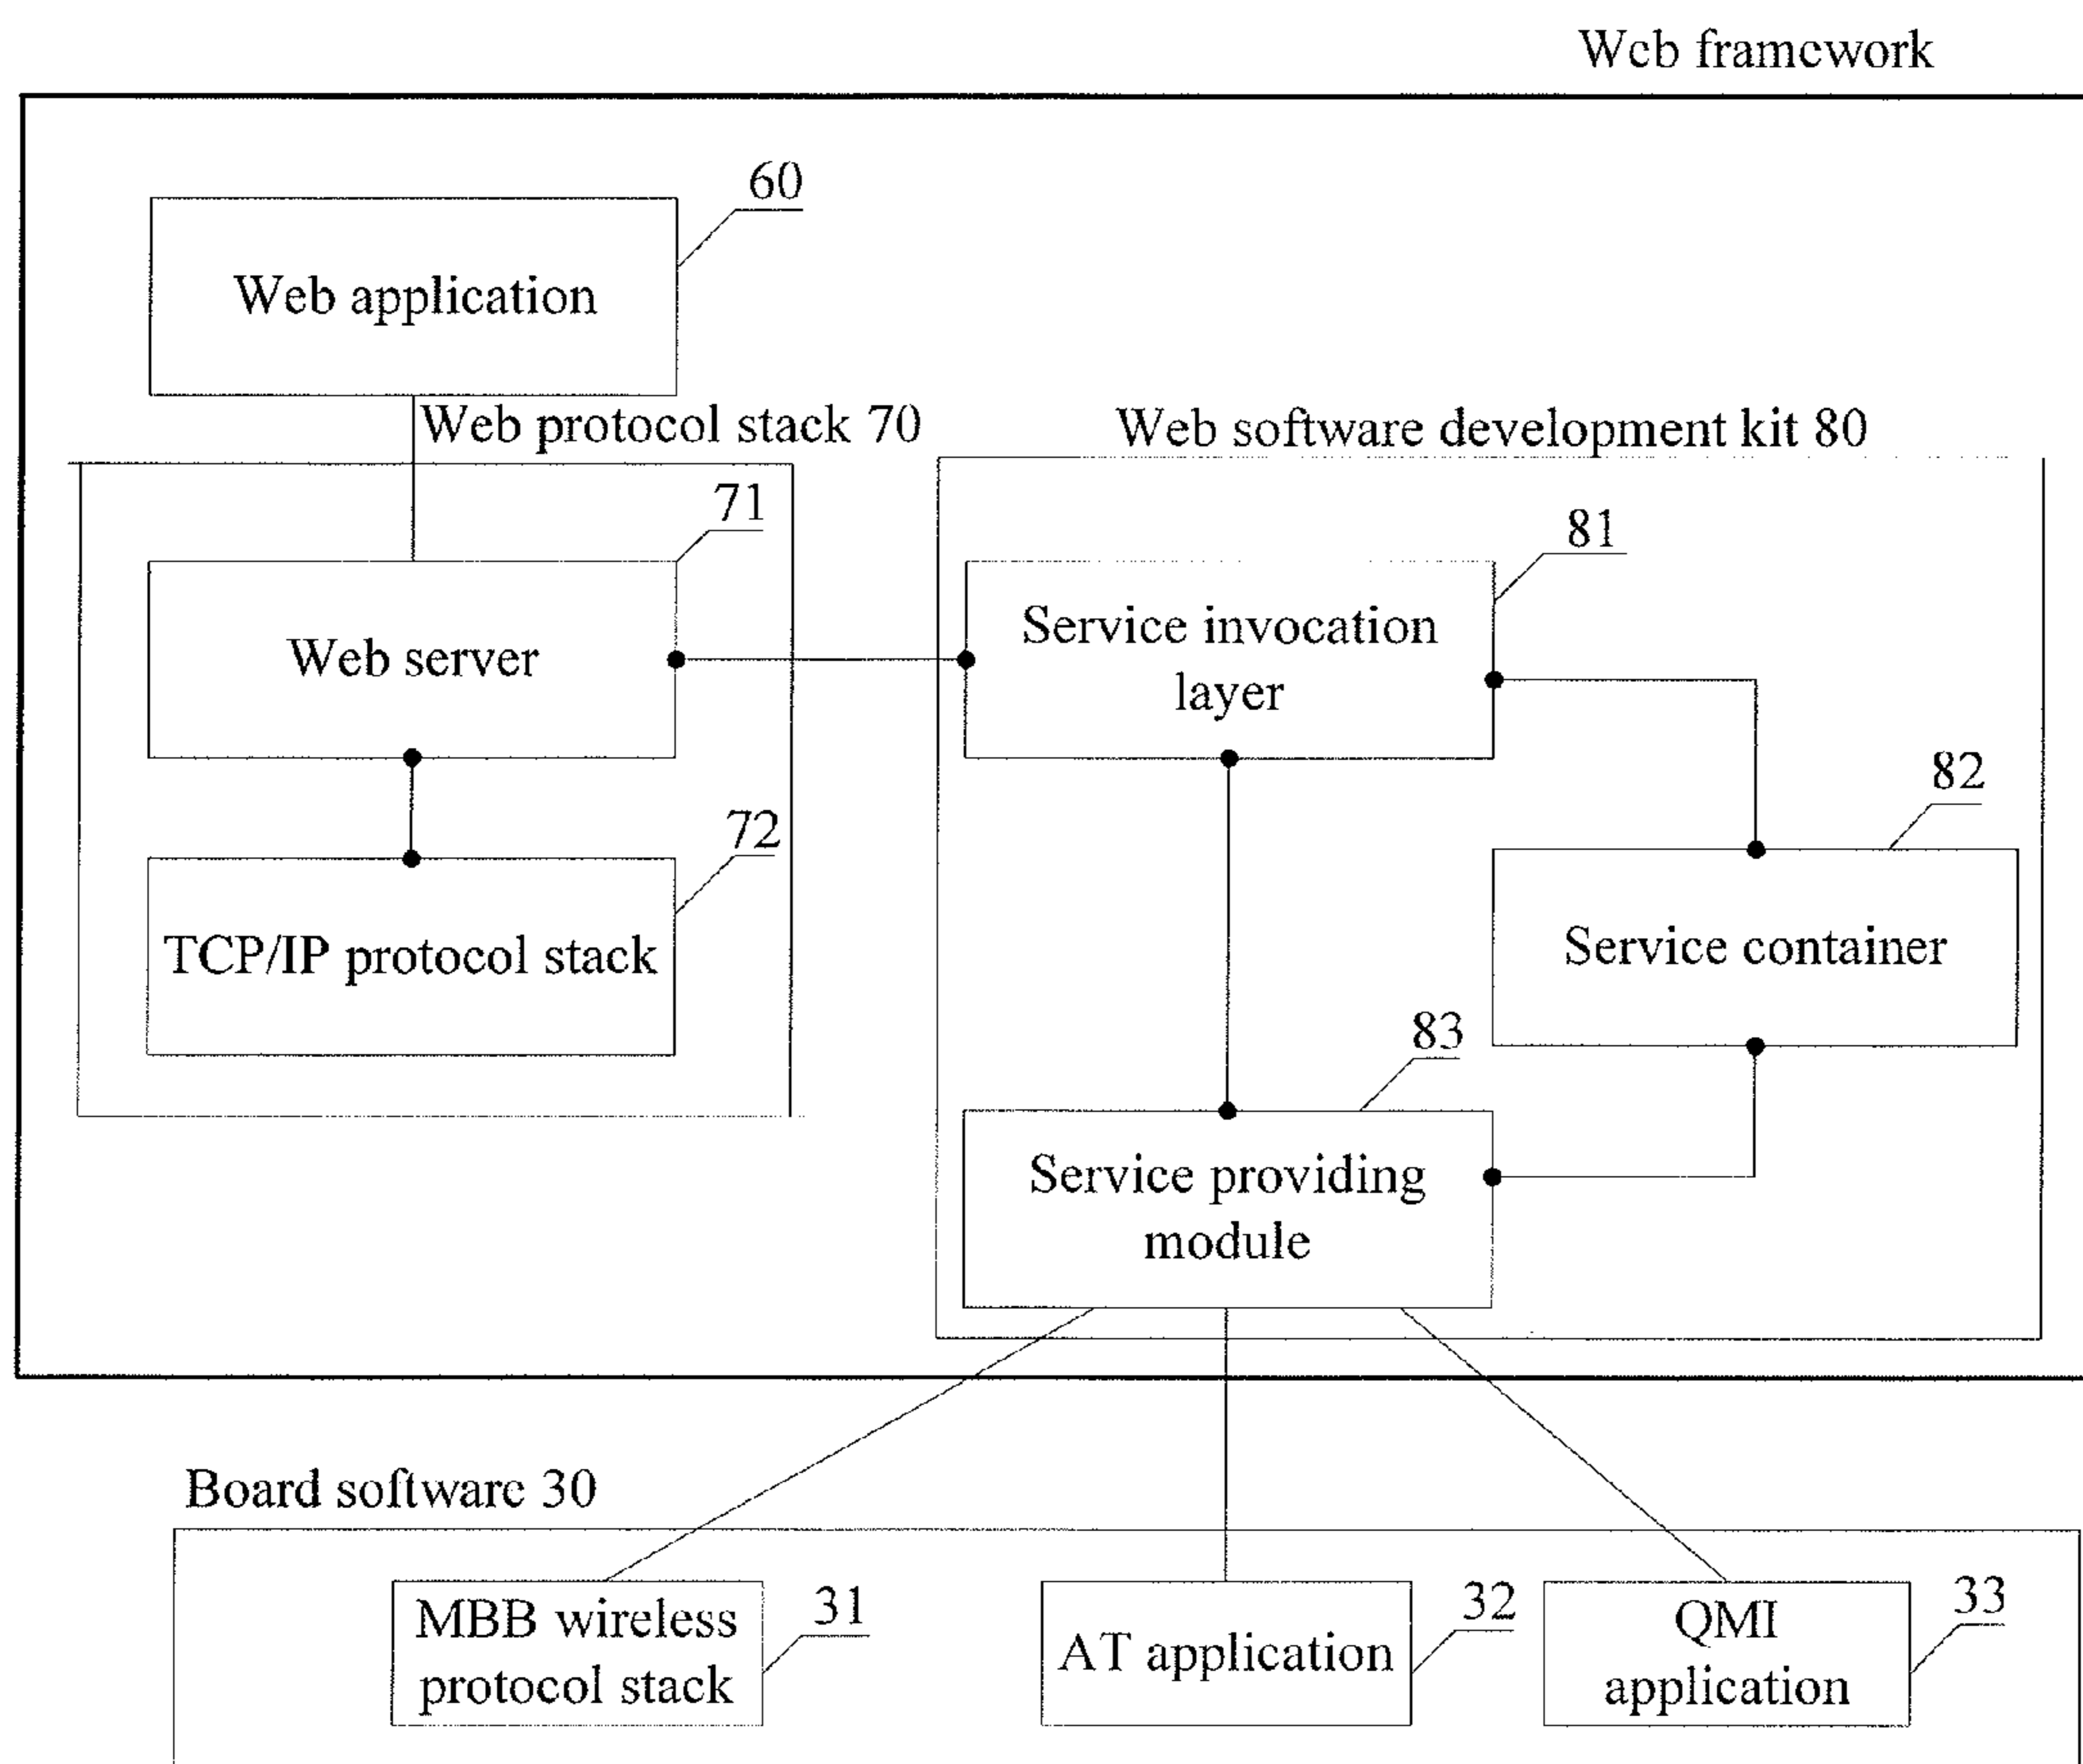 Web framework
60
Web application
Web protocol stack 70
Web software development kit 80
71
Web server
81
Service invocation
layer
72
TCP/IP protocol stack
82
Service container
83
Service providing
module
Board software 30
MBB wireless
protocol stack
31
AT application
32
QMI
application
33